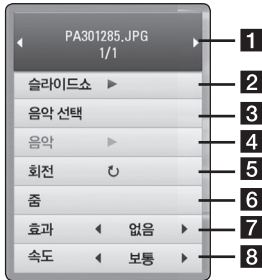 ◀ PA301285.JPG ▶ 1
1/1
슬라이드쇼 ▶ 2
음악 선택 3
음악 ▶ 4
회전 ↻ 5
줌 6
효과 ◀ 없음 ▶ 7
속도 ◀ 보통 ▶ 8